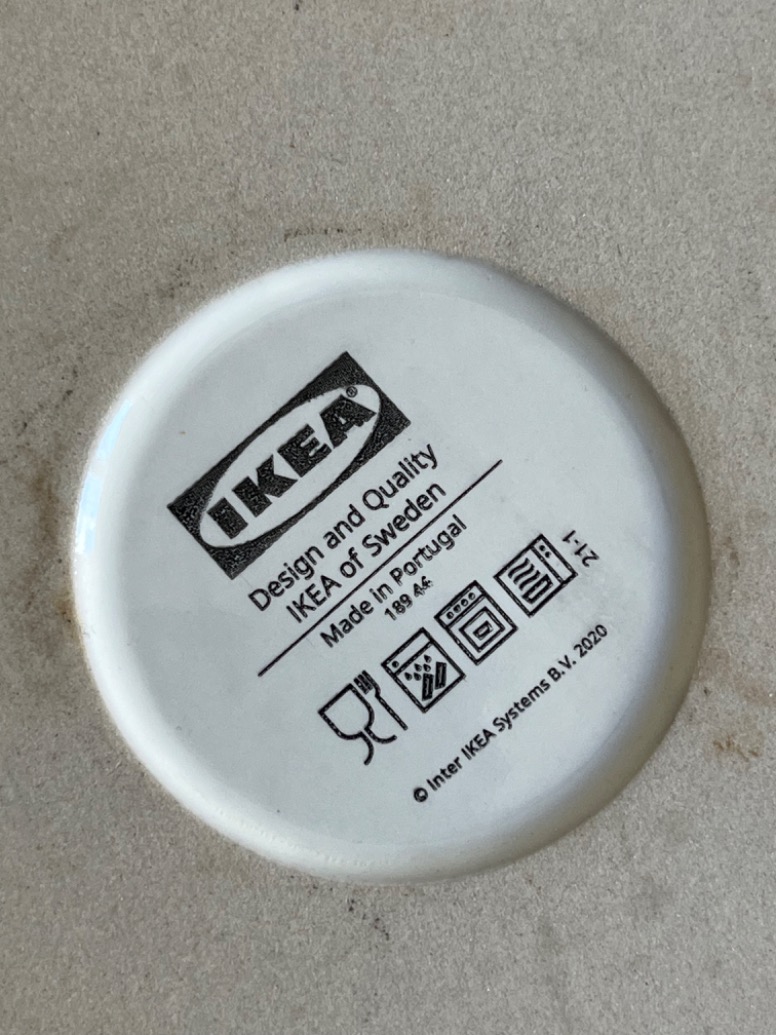 IKEA®
Design and Quality
IKEA of Sweden
Made in Portugal
189 44
21-1
© Inter IKEA Systems B.V. 2020